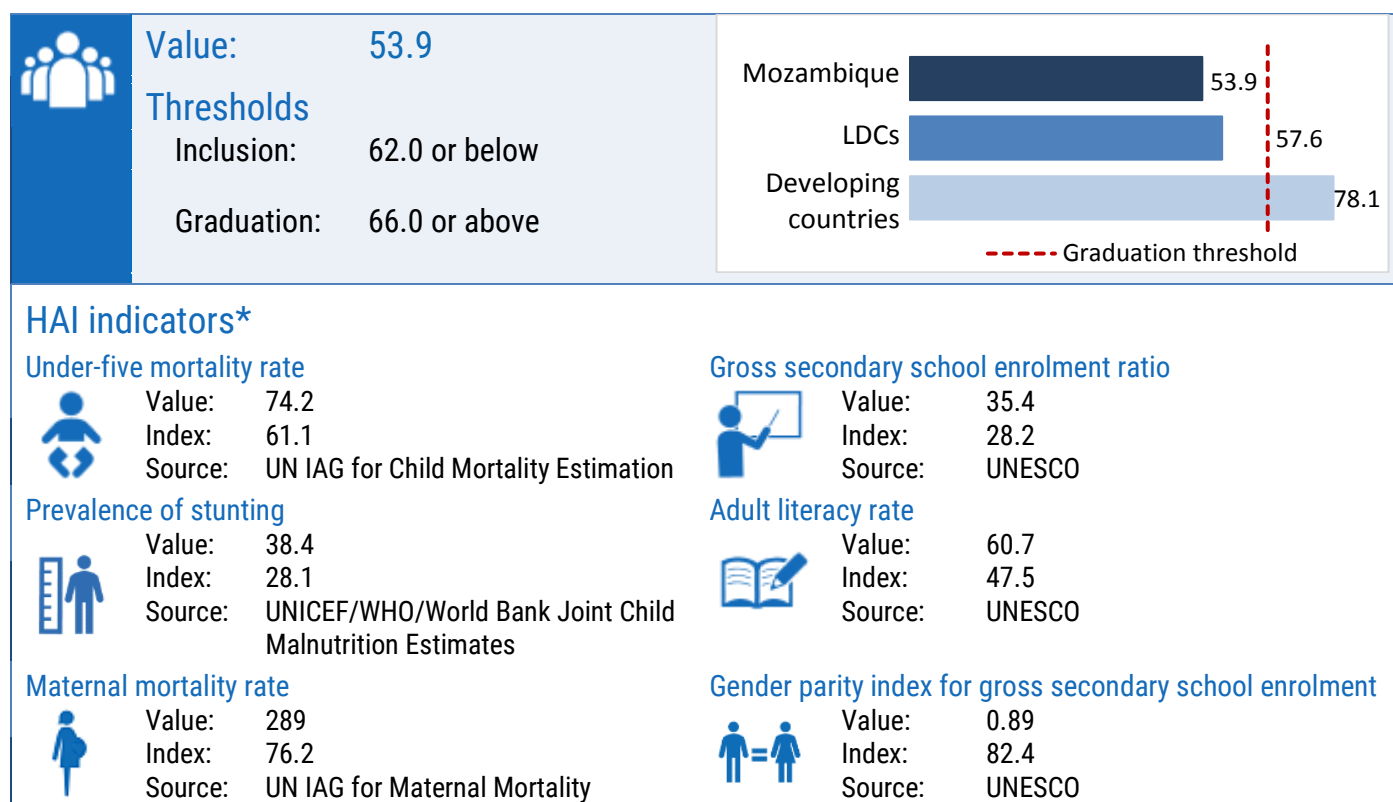 Value: 53.9
Thresholds
Inclusion: 62.0 or below
Graduation: 66.0 or above
Mozambique 53.9
LDCs 57.6
Developing
countries 78.1
Graduation threshold
HAI indicators*
Under-five mortality rate
Value: 74.2
Index: 61.1
Source: UN IAG for Child Mortality Estimation
Prevalence of stunting
Value: 38.4
Index: 28.1
Source: UNICEF/WHO/World Bank Joint Child
Malnutrition Estimates
Maternal mortality rate
Value: 289
Index: 76.2
Source: UN IAG for Maternal Mortality
Gross secondary school enrolment ratio
Value: 35.4
Index: 28.2
Source: UNESCO
Adult literacy rate
Value: 60.7
Index: 47.5
Source: UNESCO
Gender parity index for gross secondary school enrolment
Value: 0.89
Index: 82.4
Source: UNESCO